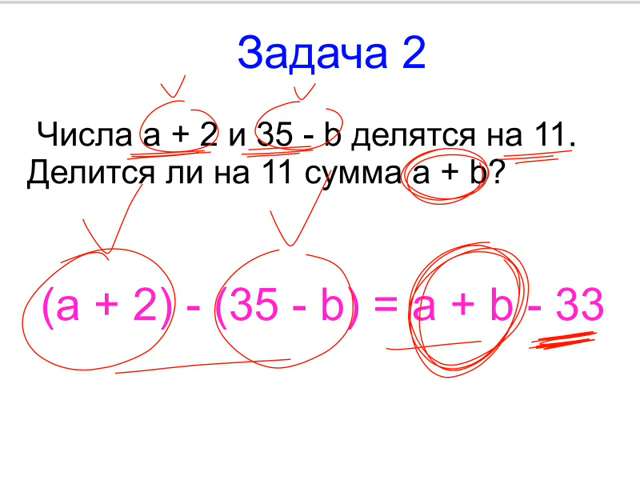 Задача 2
Числа a + 2 и 35 - b делятся на 11.
Делится ли на 11 сумма a + b?
(a + 2) - (35 - b) = a + b - 33